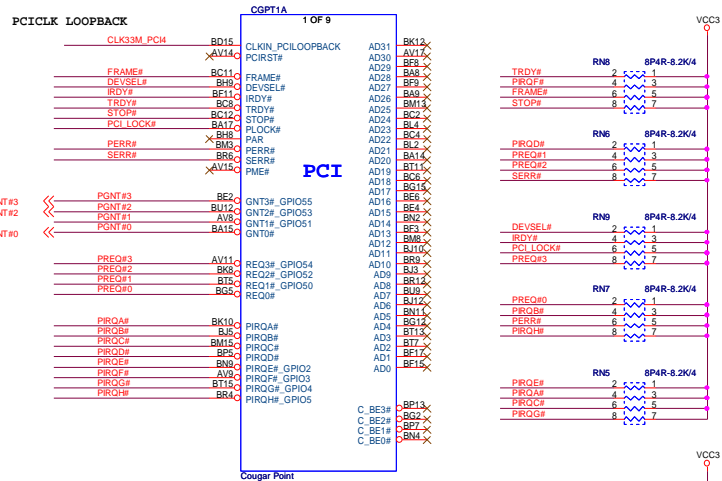 PCICLK LOOPBACK
CGPT1A
1 OF 9
CLK33M_PCI4 BD15 CLKIN_PCILOOPBACK
AV14 PCIRST#
FRAME# BC11 FRAME#
DEVSEL# BH9 DEVSEL#
IRDY# BF11 IRDY#
TRDY# BC8 TRDY#
STOP# BC12 STOP#
PCI_LOCK# BA17 PLOCK#
BH8 PAR
PERR# BM3 PERR#
SERR# BR6 SERR#
AV15 PME#
PCI
NT#3 PGNT#3 BE2 GNT3#_GPIO55
NT#2 PGNT#2 BU12 GNT2#_GPIO53
PGNT#1 AV8 GNT1#_GPIO51
NT#0 PGNT#0 BA15 GNT0#
PREQ#3 AV11 REQ3#_GPIO54
PREQ#2 BK8 REQ2#_GPIO52
PREQ#1 BT5 REQ1#_GPIO50
PREQ#0 BG5 REQ0#
PIRQA# BK10 PIRQA#
PIRQB# BJ5 PIRQB#
PIRQC# BM15 PIRQC#
PIRQD# BP5 PIRQD#
PIRQE# BN9 PIRQE#_GPIO2
PIRQF# AV9 PIRQF#_GPIO3
PIRQG# BT15 PIRQG#_GPIO4
PIRQH# BR4 PIRQH#_GPIO5
AD31 BK12
AD30 AV17
AD29 BF8
AD28 BA8
AD27 BF9
AD26 BA9
AD25 BM13
AD24 BC2
AD23 BL4
AD22 BC4
AD21 BL2
AD20 BA14
AD19 BT11
AD18 BC6
AD17 BG15
AD16 BE6
AD15 BE4
AD14 BN2
AD13 BF3
AD12 BM8
AD11 BJ10
AD10 BR9
AD9 BJ3
AD8 BR13
AD7 BU9
AD6 BJ12
AD5 BN11
AD4 BG12
AD3 BT13
AD2 BT7
AD1 BF17
AD0 BF15
C_BE3# BP13
C_BE2# BG2
C_BE1# BP7
C_BE0# BN4
Cougar Point
VCC3
RN8 8P4R-8.2K/4
TRDY# 2 1
PIRQF# 4 3
FRAME# 6 5
STOP# 8 7
RN6 8P4R-8.2K/4
PIRQD# 2 1
PREQ#1 4 3
PREQ#2 6 5
SERR# 8 7
RN9 8P4R-8.2K/4
DEVSEL# 2 1
IRDY# 4 3
PCI_LOCK# 6 5
PREQ#3 8 7
RN7 8P4R-8.2K/4
PREQ#0 2 1
PIRQB# 4 3
PERR# 6 5
PIRQH# 8 7
RN5 8P4R-8.2K/4
PIRQE# 2 1
PIRQA# 4 3
PIRQC# 6 5
PIRQG# 8 7
VCC3